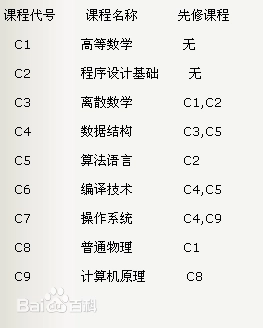 课程代号 课程名称 先修课程
C1 高等数学 无
C2 程序设计基础 无
C3 离散数学 C1,C2
C4 数据结构 C3,C5
C5 算法语言 C2
C6 编译技术 C4,C5
C7 操作系统 C4,C9
C8 普通物理 C1
C9 计算机原理 C8
Bai百科